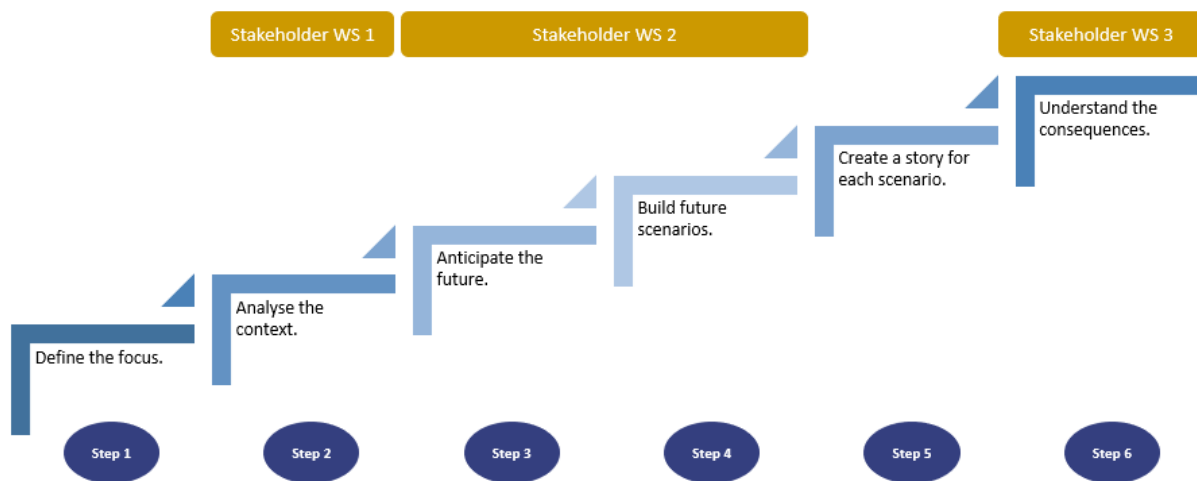 Stakeholder WS 1
Stakeholder WS 2
Stakeholder WS 3
Define the focus.
Analyse the
context.
Anticipate the
future.
Build future
scenarios.
Create a story for
each scenario.
Understand the
consequences.
Step 1
Step 2
Step 3
Step 4
Step 5
Step 6